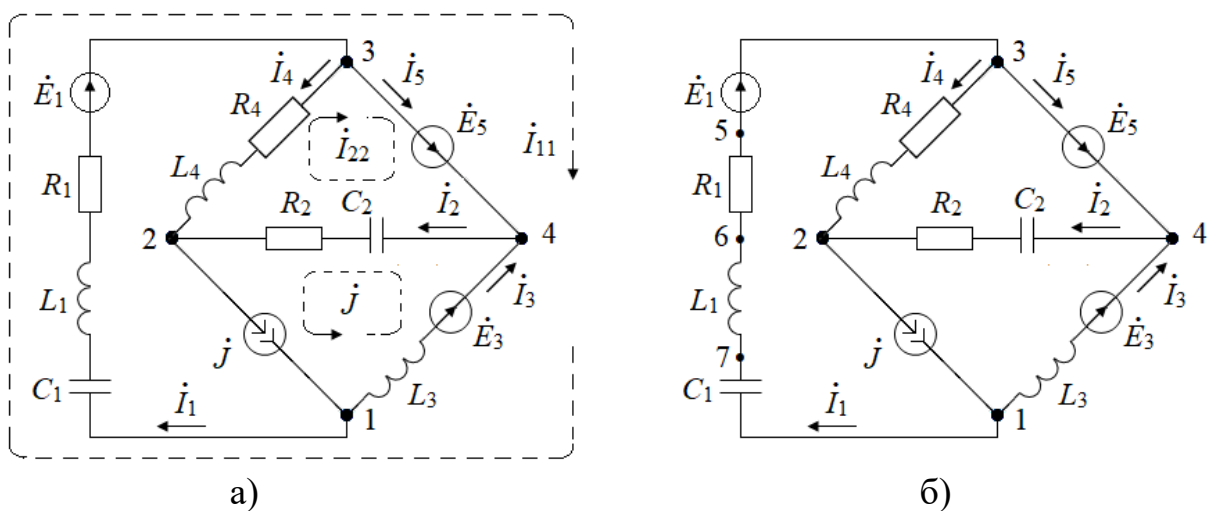 3
İ₄
İ₅
Ė₁
R₄
Ė₅
İ₂₂
İ₁₁
L₄
R₁
R₂
C₂
İ₂
2
4
L₁
J̇
İ₃
J̇
Ė₃
C₁
L₃
İ₁
1
а)
3
İ₄
İ₅
Ė₁
R₄
Ė₅
5
L₄
R₁
R₂
C₂
İ₂
2
6
4
L₁
İ₃
J̇
Ė₃
7
C₁
L₃
İ₁
1
б)